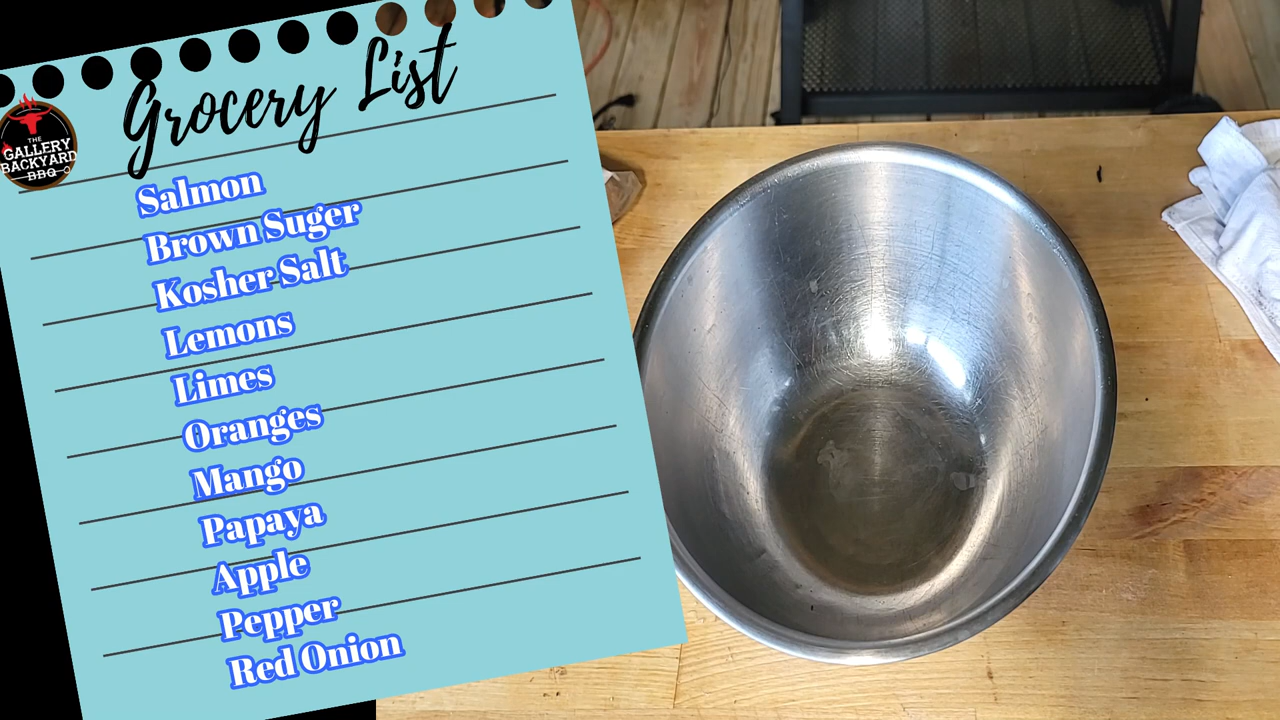 Grocery List
THE
GALLERY
BACKYARD
BBQ
Salmon
Brown Suger
Kosher Salt
Lemons
Limes
Oranges
Mango
Papaya
Apple
Pepper
Red Onion